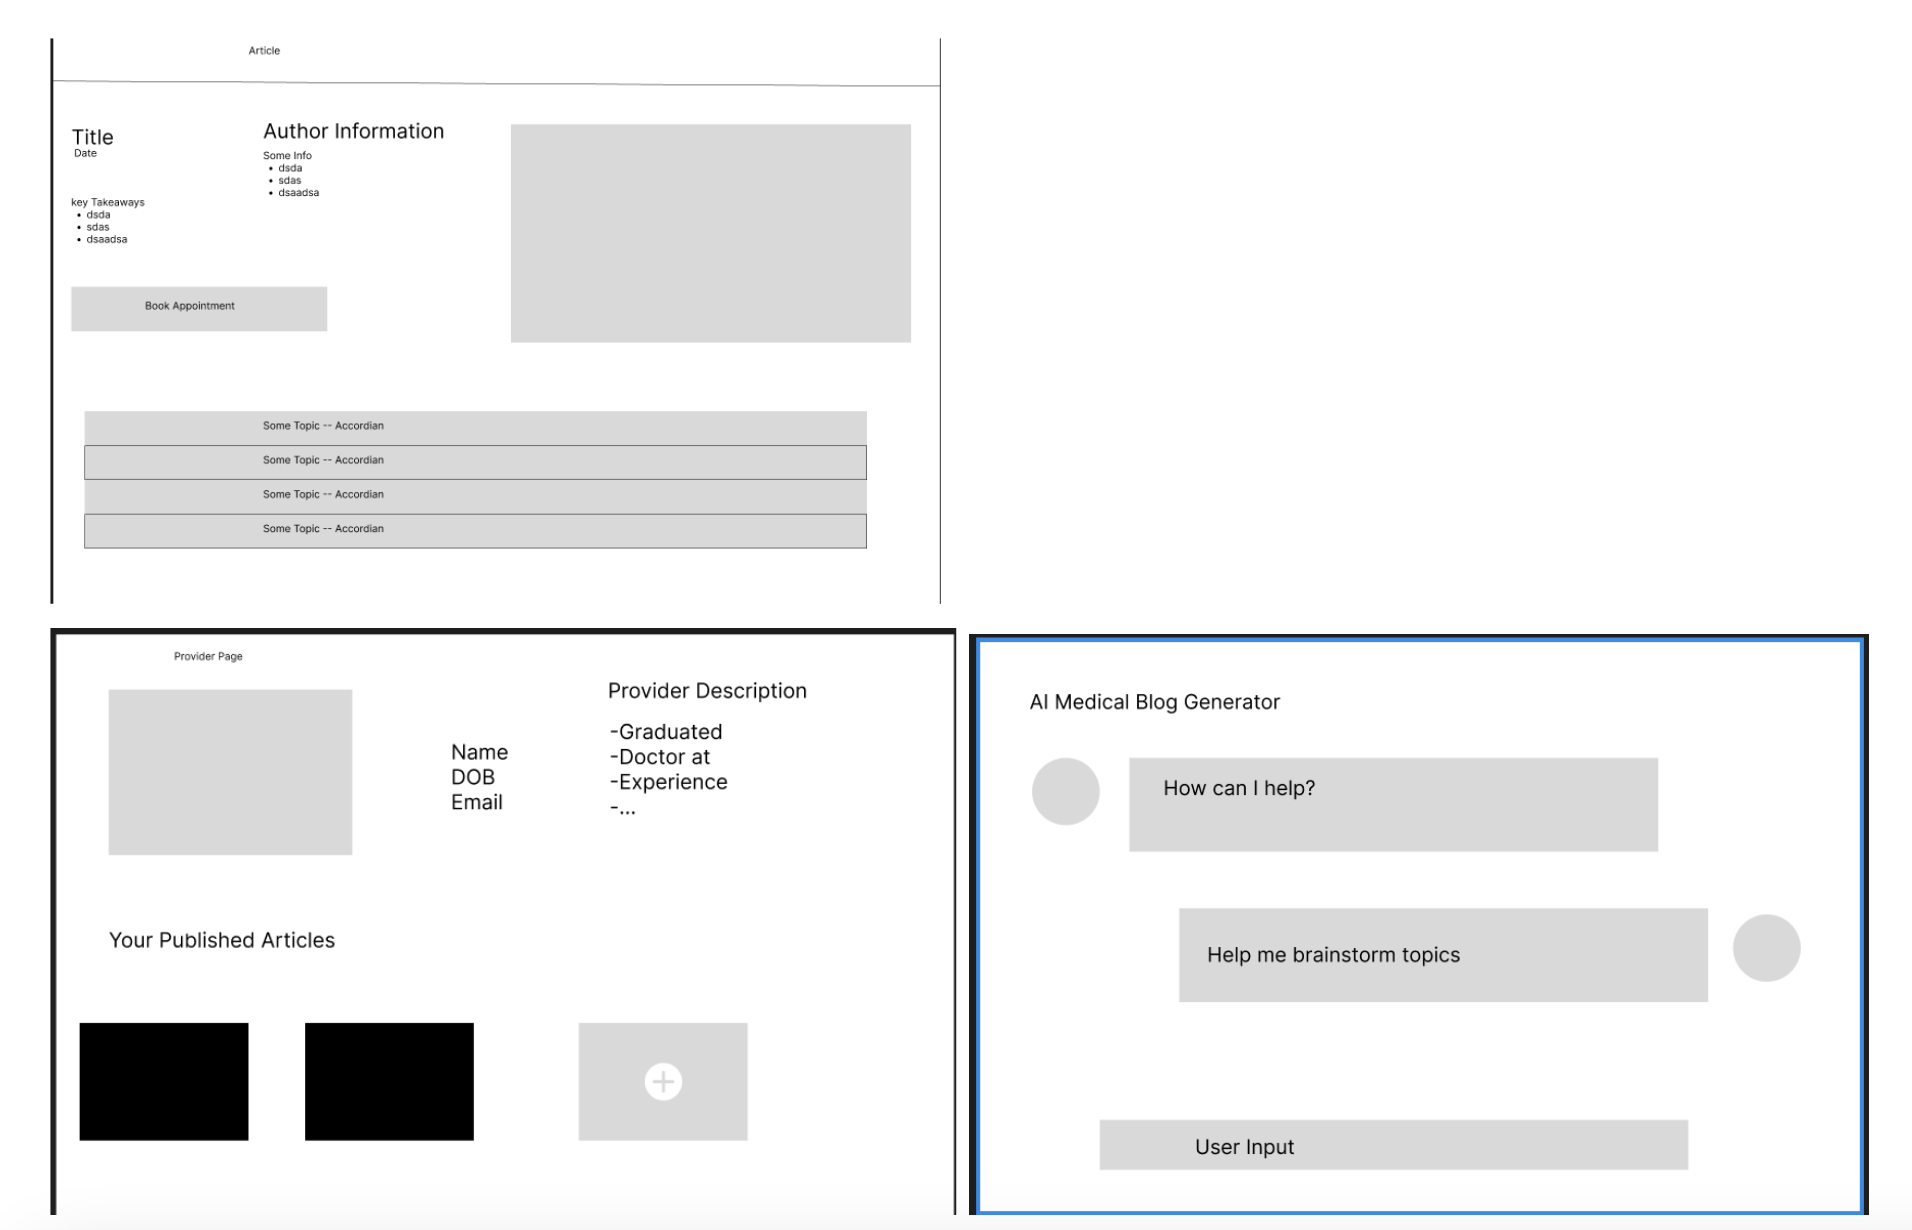 Article
Title
Date
Author Information
Some Info
• dsda
• sdas
• dsaadsa
key Takeaways
• dsda
• sdas
• dsaadsa
Book Appointment
Some Topic -- Accordian
Some Topic -- Accordian
Some Topic -- Accordian
Some Topic -- Accordian
Provider Page
Name
DOB
Email
Provider Description
-Graduated
-Doctor at
-Experience
-...
Your Published Articles
AI Medical Blog Generator
How can I help?
Help me brainstorm topics
User Input